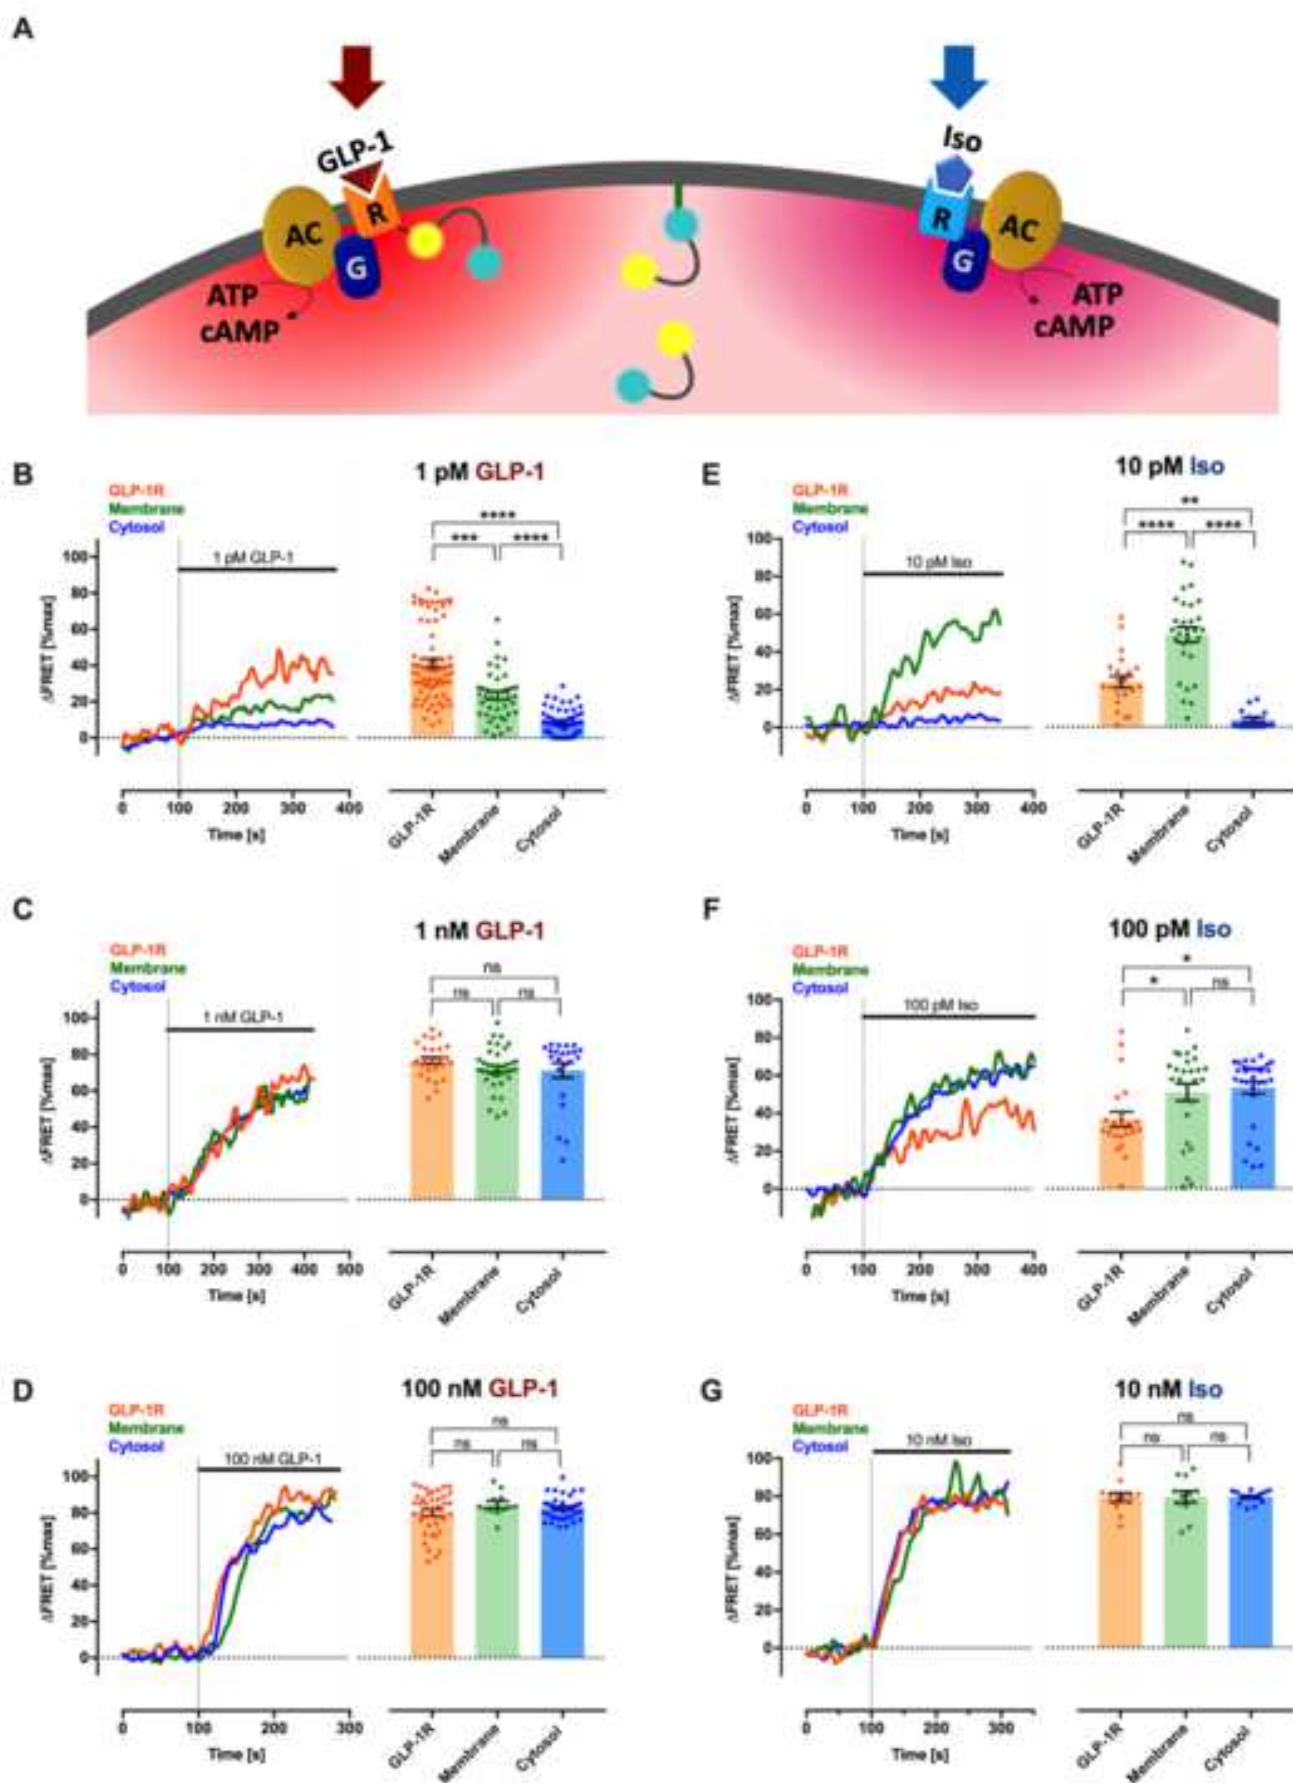 A
GLP-1
Iso
AC
R
G
ATP
cAMP
R
AC
G
ATP
cAMP
B
1 pM GLP-1
GLP-1R
Membrane
Cytosol
****
***
****
1 pM GLP-1
ΔFRET [%max]
100
80
60
40
20
0
0 100 200 300 400
Time [s]
GLP-1R
Membrane
Cytosol
E
10 pM Iso
GLP-1R
Membrane
Cytosol
**
****
****
10 pM Iso
ΔFRET [%max]
100
80
60
40
20
0
0 100 200 300 400
Time [s]
GLP-1R
Membrane
Cytosol
C
1 nM GLP-1
GLP-1R
Membrane
Cytosol
ns
ns
ns
1 nM GLP-1
ΔFRET [%max]
100
80
60
40
20
0
0 100 200 300 400 500
Time [s]
GLP-1R
Membrane
Cytosol
F
100 pM Iso
GLP-1R
Membrane
Cytosol
*
*
ns
100 pM Iso
ΔFRET [%max]
100
80
60
40
20
0
0 100 200 300 400
Time [s]
GLP-1R
Membrane
Cytosol
D
100 nM GLP-1
GLP-1R
Membrane
Cytosol
ns
ns
ns
100 nM GLP-1
ΔFRET [%max]
100
80
60
40
20
0
0 100 200 300
Time [s]
GLP-1R
Membrane
Cytosol
G
10 nM Iso
GLP-1R
Membrane
Cytosol
ns
ns
ns
10 nM Iso
ΔFRET [%max]
100
80
60
40
20
0
0 100 200 300
Time [s]
GLP-1R
Membrane
Cytosol